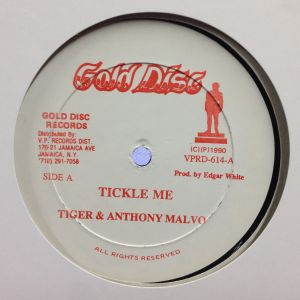 Gold Disc
GOLD DISC
RECORDS
Distributed By:
V.P. RECORDS DIST.
170-21 JAMAICA AVE
JAMAICA, N.Y.
"(718) 291-7058
SIDE A
(C)(P)1990
VPRD-614-A
Prod. by Edgar White
TICKLE ME
TIGER & ANTHONY MALVO
ALL RIGHTS RESERVED